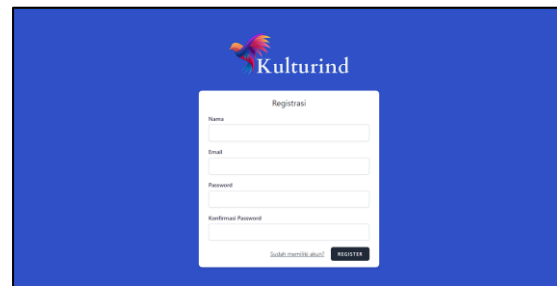 Kulturind
Registrasi
Nama
Email
Password
Konfirmasi Password
Sudah memiliki akun? REGISTER